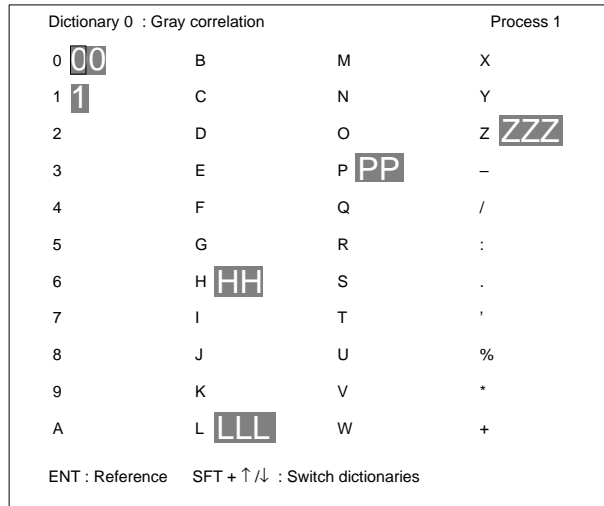 Dictionary 0 : Gray correlation Process 1
0 00 B M X
1 1 C N Y
2 D O Z ZZZ
3 E P PP –
4 F Q /
5 G R :
6 H HH S .
7 I T ’
8 J U %
9 K V *
A L LLL W +
ENT : Reference SFT + ↑/↓ : Switch dictionaries